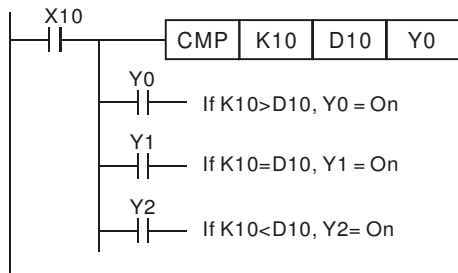 X10
CMP K10 D10 Y0
Y0
If K10>D10, Y0 = On
Y1
If K10=D10, Y1 = On
Y2
If K10<D10, Y2= On